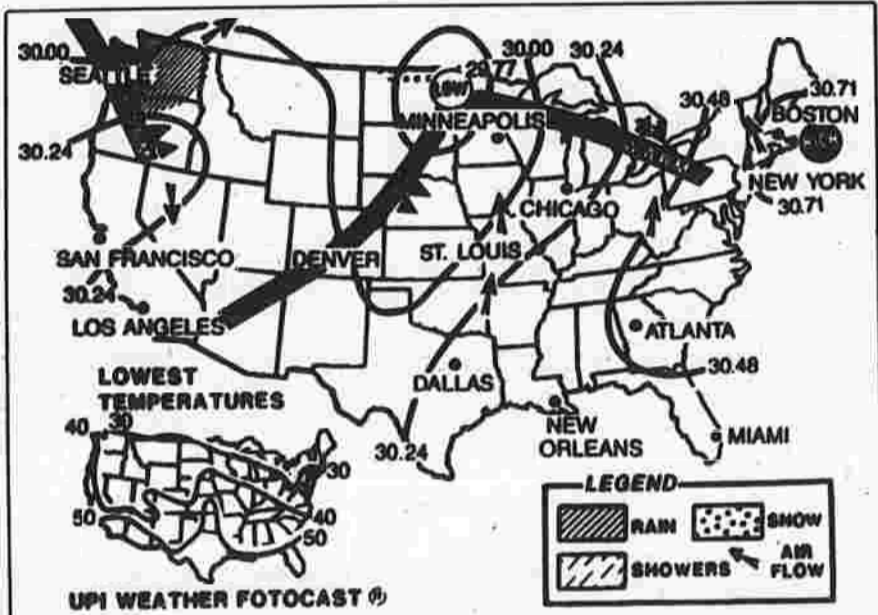 30.00
SEATTLE
30.24
29.77
LOW
MINNEAPOLIS
30.00
30.24
30.48
30.71
BOSTON
NEW YORK
30.71
CHICAGO
SAN FRANCISCO
30.24
LOS ANGELES
DENVER
ST. LOUIS
ATLANTA
30.48
DALLAS
NEW
ORLEANS
MIAMI
30.24
LOWEST
TEMPERATURES
40
30
50
30
40
50
LEGEND
RAIN
SNOW
SHOWERS
AIR
FLOW
UPI WEATHER FOTOCAST ®